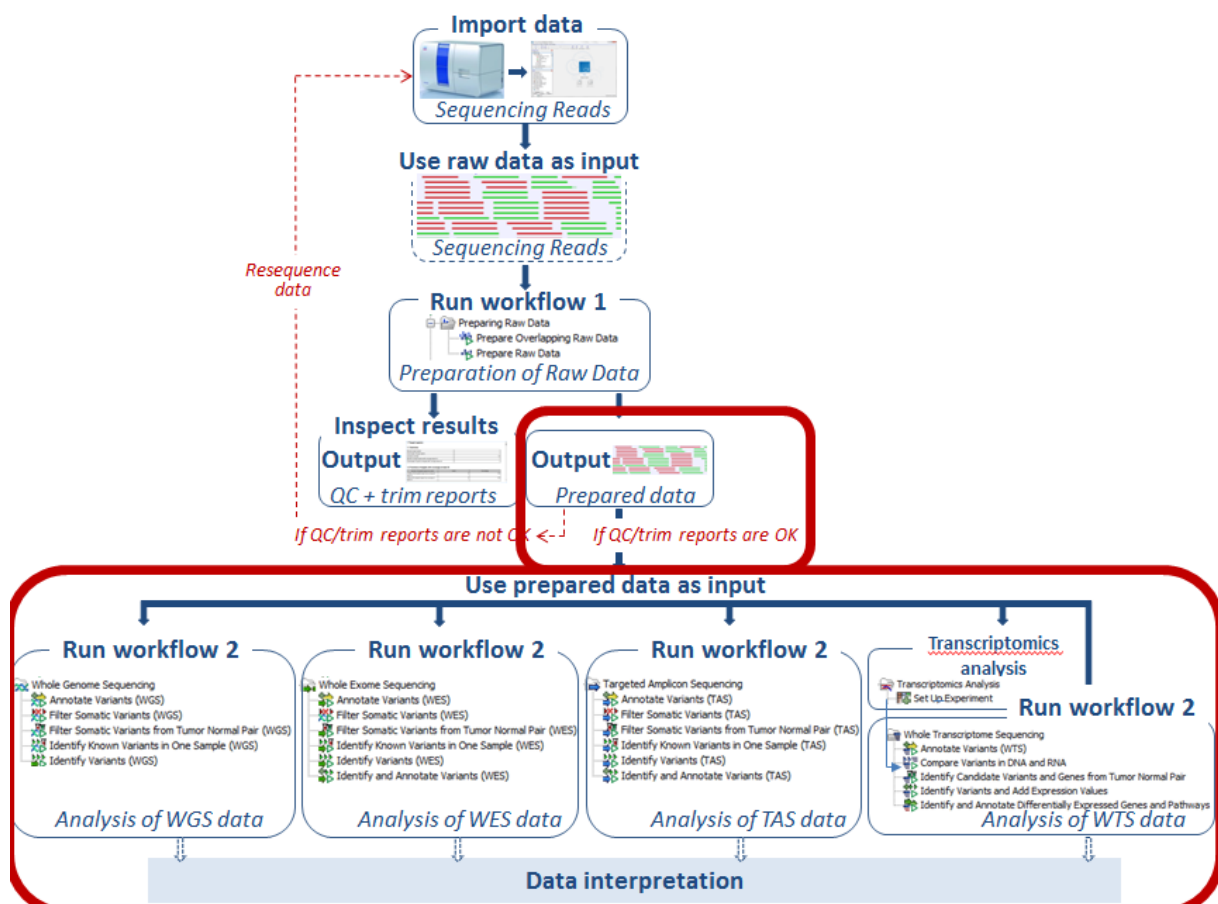 Import data
Sequencing Reads
Use raw data as input
Sequencing Reads
Resequence
data
Run workflow 1
Preparing Raw Data
Prepare Overlapping Raw Data
Prepare Raw Data
Preparation of Raw Data
Inspect results
Output
QC + trim reports
Output
Prepared data
If QC/trim reports are not OK
If QC/trim reports are OK
Use prepared data as input
Run workflow 2
Whole Genome Sequencing
Annotate Variants (WGS)
Filter Somatic Variants (WGS)
Filter Somatic Variants from Tumor Normal Pair (WGS)
Identify Known Variants in One Sample (WGS)
Identify Variants (WGS)
Analysis of WGS data
Run workflow 2
Whole Exome Sequencing
Annotate Variants (WES)
Filter Somatic Variants (WES)
Filter Somatic Variants from Tumor Normal Pair (WES)
Identify Known Variants in One Sample (WES)
Identify Variants (WES)
Identify and Annotate Variants (WES)
Analysis of WES data
Run workflow 2
Targeted Amplicon Sequencing
Annotate Variants (TAS)
Filter Somatic Variants (TAS)
Filter Somatic Variants from Tumor Normal Pair (TAS)
Identify Known Variants in One Sample (TAS)
Identify Variants (TAS)
Identify and Annotate Variants (TAS)
Analysis of TAS data
Transcriptomics
analysis
Transcriptomics Analysis
Set Up Experiment
Run workflow 2
Whole Transcriptome Sequencing
Annotate Variants (WTS)
Compare Variants in DNA and RNA
Identify Candidate Variants and Genes from Tumor Normal Pair
Identify Variants and Add Expression Values
Identify and Annotate Differentially Expressed Genes and Pathways
Analysis of WTS data
Data interpretation